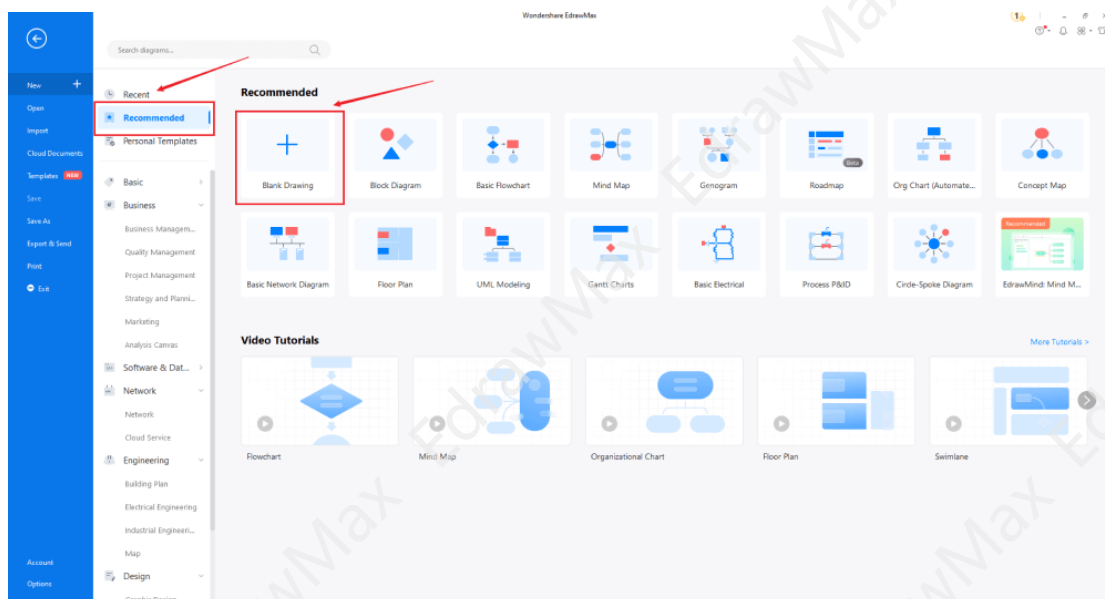 Wondershare EdrawMax
Search diagrams...
New
Open
Import
Cloud Documents
Templates NEW
Save
Save As
Export & Send
Print
Exit
Account
Options
Recent
Recommended
Personal Templates
Basic
Business
Business Managem...
Quality Management
Project Management
Strategy and Planni...
Marketing
Analysis Canvas
Software & Dat...
Network
Network
Cloud Service
Engineering
Building Plan
Electrical Engineering
Industrial Engineeri...
Map
Design
Recommended
Blank Drawing
Block Diagram
Basic Flowchart
Mind Map
Genogram
Beta
Roadmap
Org Chart (Automate...
Concept Map
Basic Network Diagram
Floor Plan
UML Modeling
Gantt Charts
Basic Electrical
Process P&ID
Circle-Spoke Diagram
Recommended
EdrawMind: Mind M...
Video Tutorials
More Tutorials >
Flowchart
Mind Map
Organizational Chart
Floor Plan
Swimlane
EdrawMax
EdrawMax